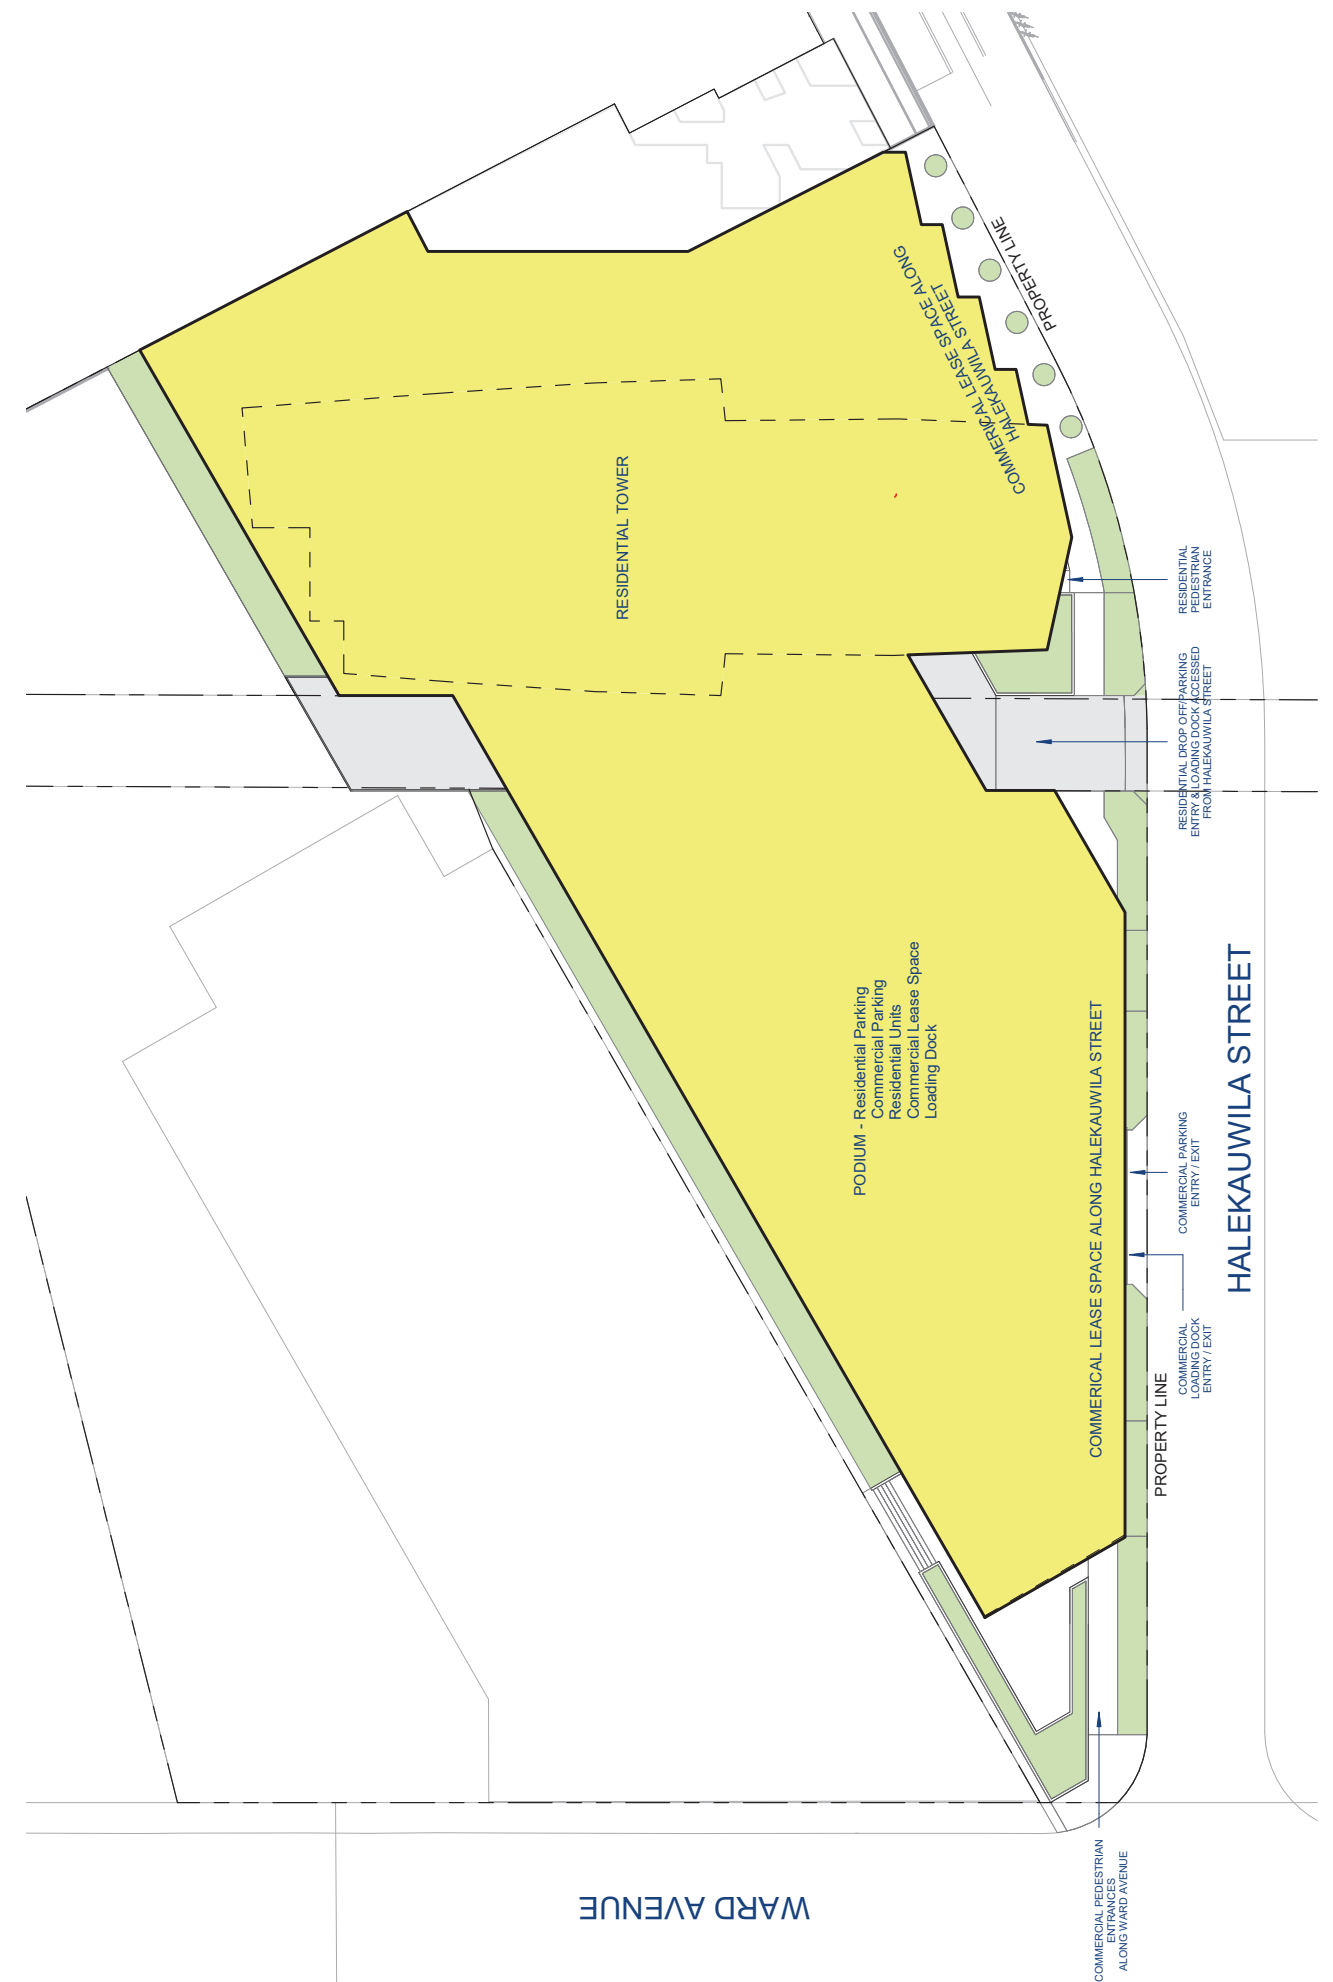 COMMERICAL LEASE SPACE ALONG
HALEKAUWILA STREET
PROPERTY LINE
RESIDENTIAL TOWER
RESIDENTIAL
PEDESTRIAN
ENTRANCE
RESIDENTIAL DROP OFF/PARKING
ENTRY & LOADING DOCK ACCESSED
FROM HALEKAUWILA STREET
PODIUM - Residential Parking
Commercial Parking
Residential Units
Commercial Lease Space
Loading Dock
COMMERICAL LEASE SPACE ALONG HALEKAUWILA STREET
COMMERCIAL PARKING
ENTRY / EXIT
COMMERCIAL
LOADING DOCK
ENTRY / EXIT
HALEKAUWILA STREET
PROPERTY LINE
COMMERCIAL PEDESTRIAN
ENTRANCES
ALONG WARD AVENUE
WARD AVENUE